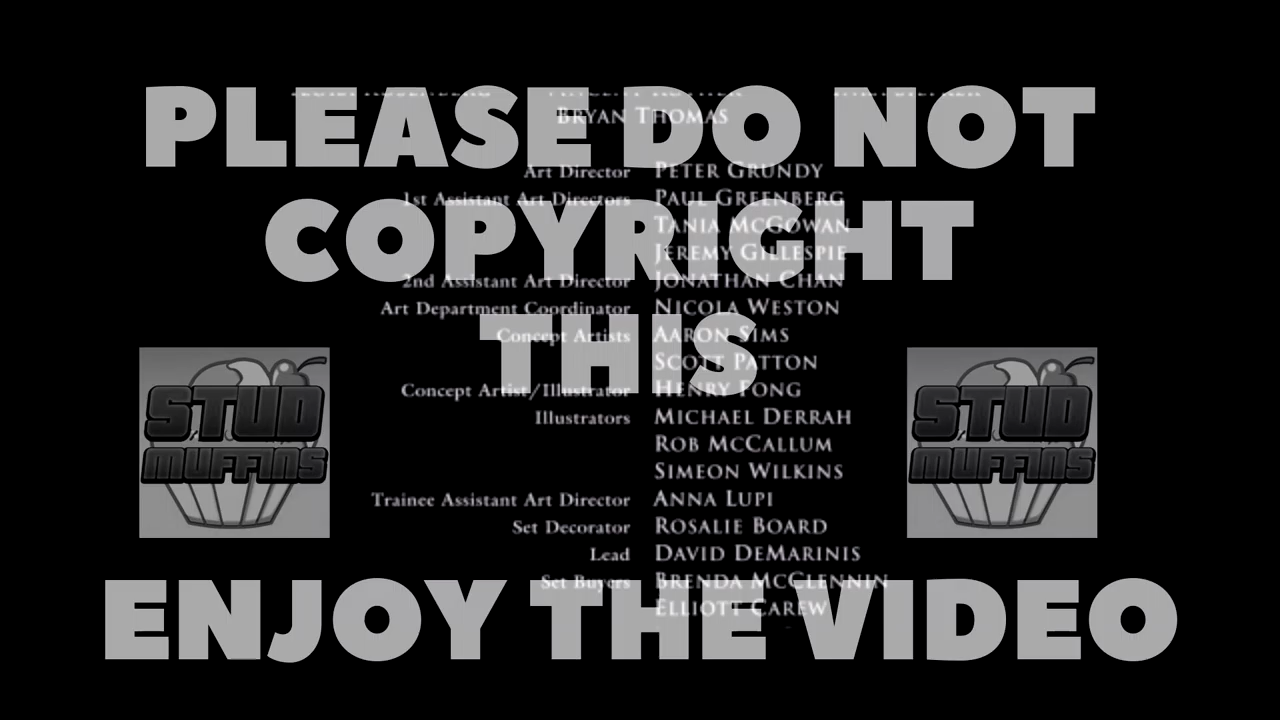 PLEASE DO NOT
COPYRIGHT
THIS
BRYAN THOMAS
Art Director PETER GRUNDY
1st Assistant Art Directors PAUL GREENBERG
TANIA MCGOWAN
JEREMY GILLESPIE
2nd Assistant Art Director JONATHAN CHAN
Art Department Coordinator NICOLA WESTON
Concept Artists AARON SIMS
SCOTT PATTON
Concept Artist/Illustrator HENRY FONG
Illustrators MICHAEL DERRAH
ROB MCCALLUM
SIMEON WILKINS
Trainee Assistant Art Director ANNA LUPI
Set Decorator ROSALIE BOARD
Lead DAVID DEMARINIS
Set Buyers BRENDA MCCLENNIN
ELLIOTT CAREW
STUD
MUFFINS
STUD
MUFFINS
ENJOY THE VIDEO